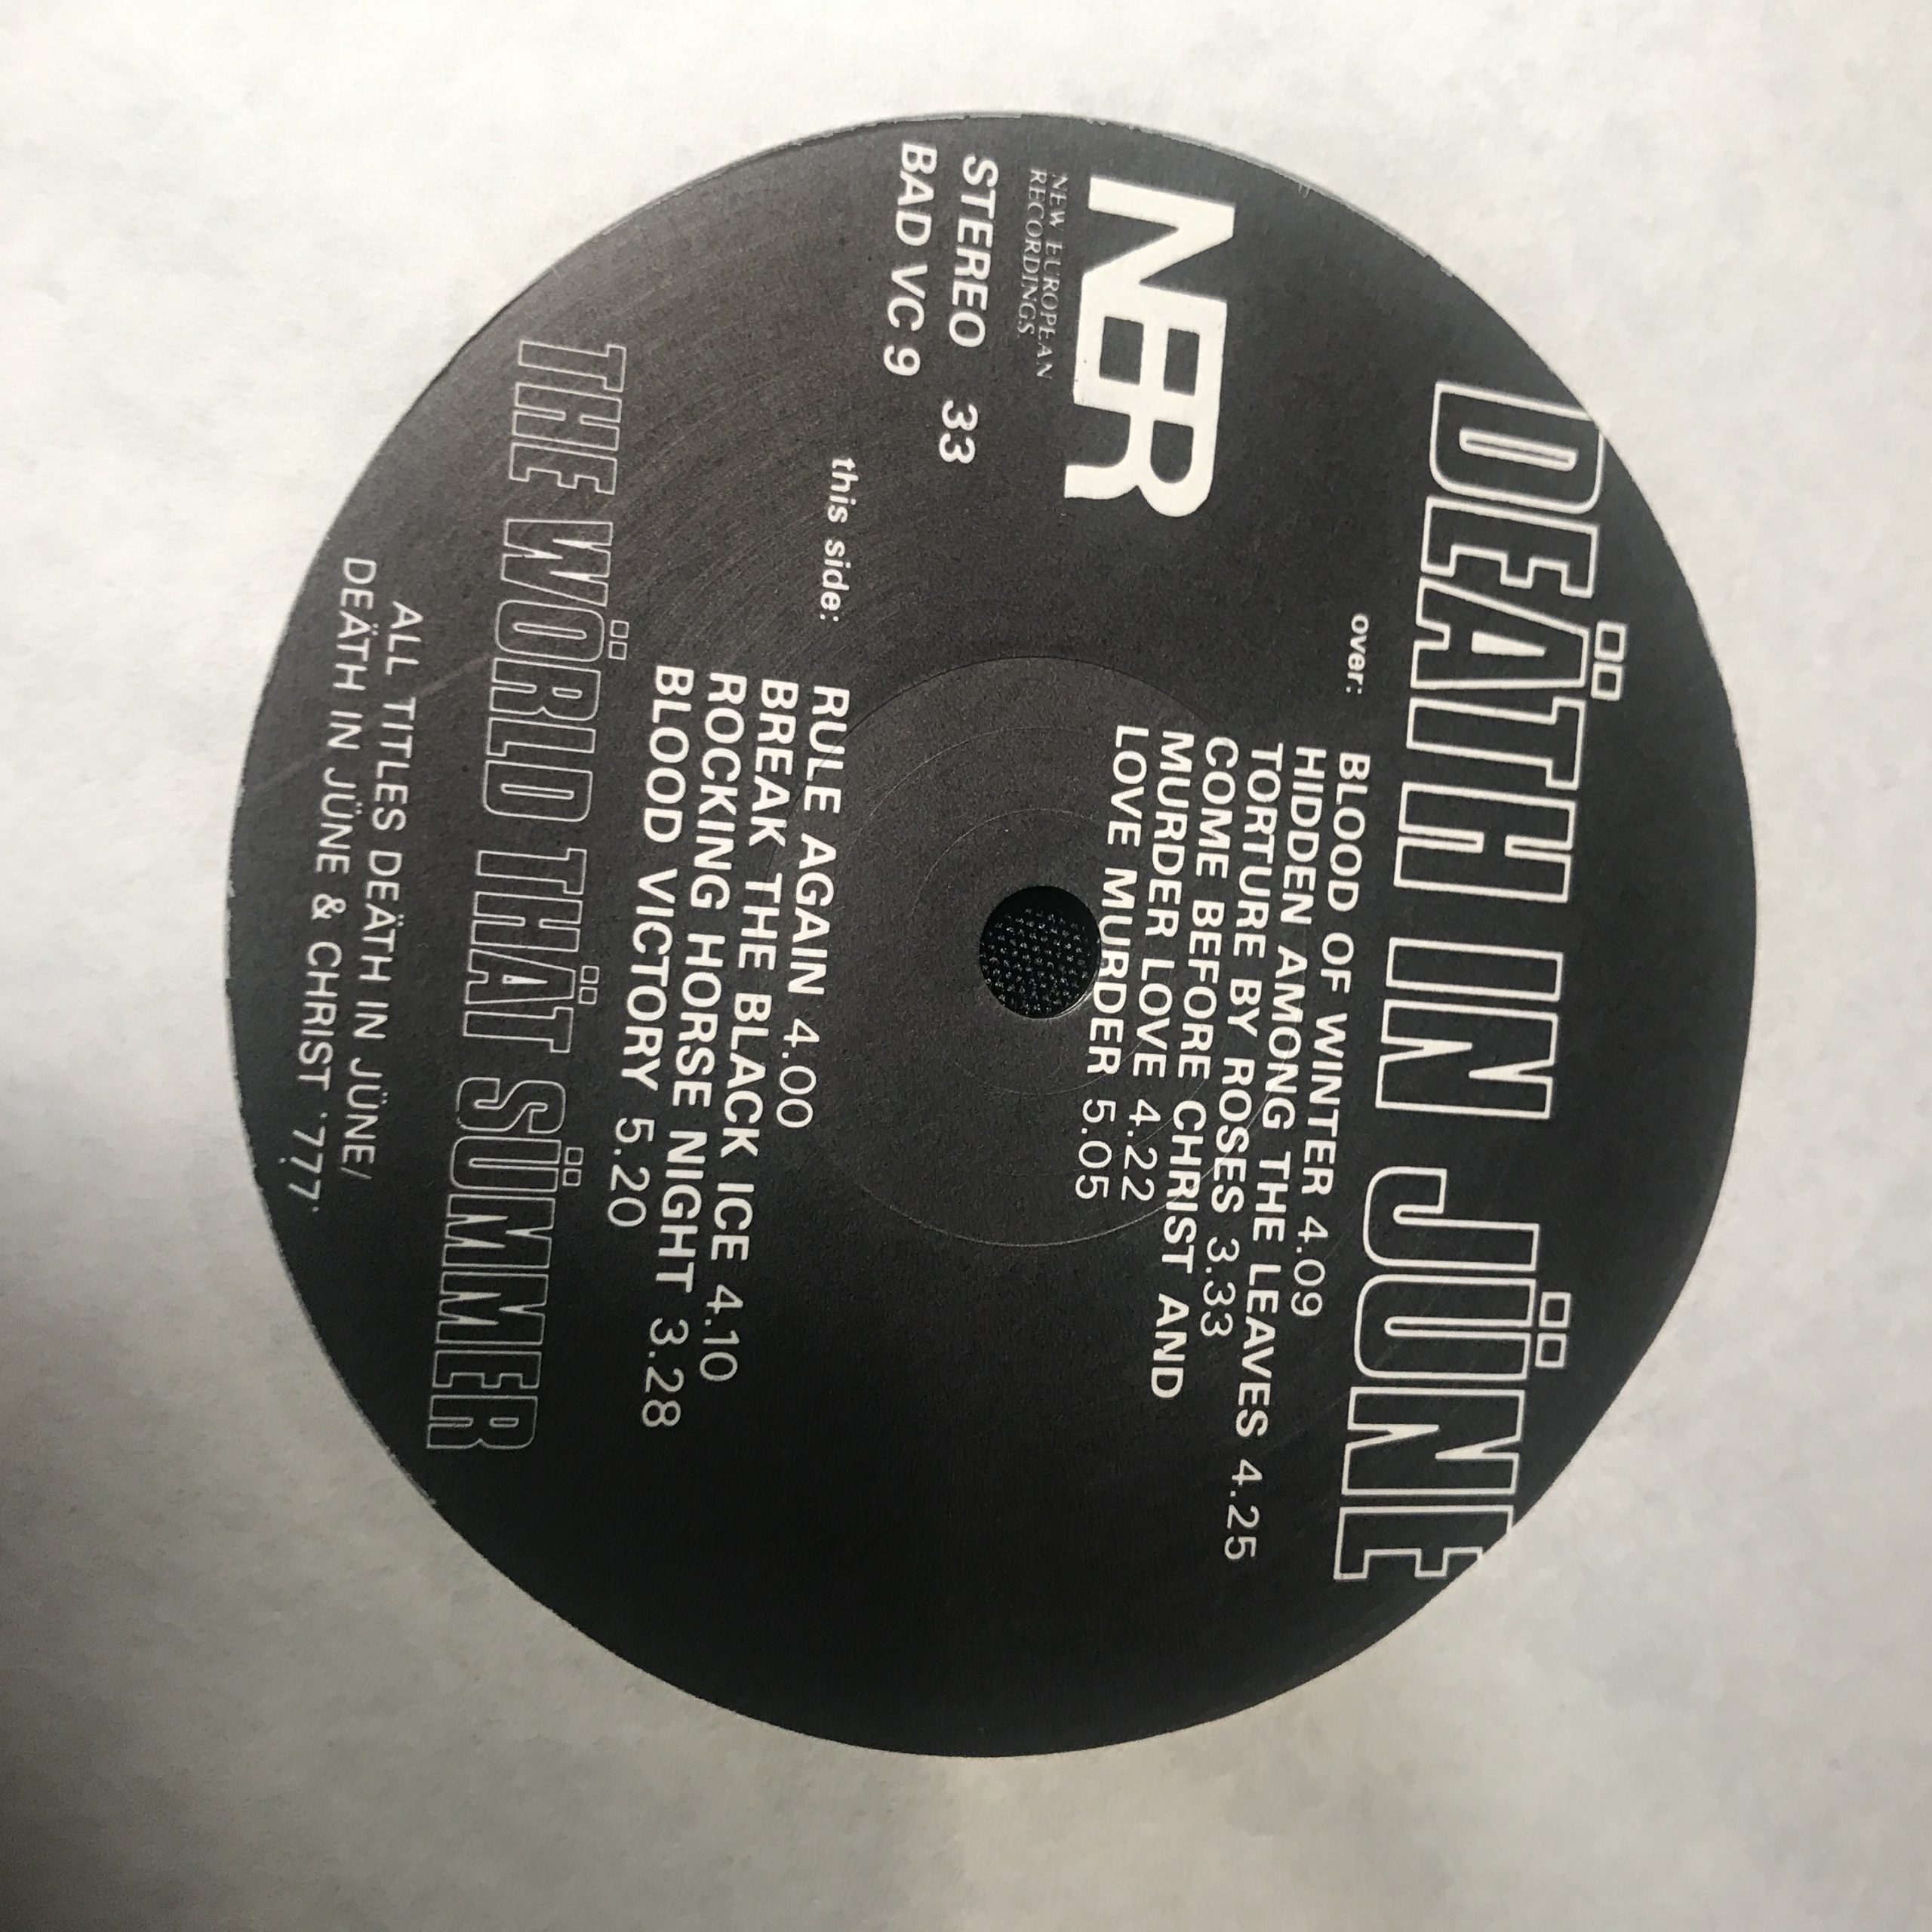 DEÄTH IN JÜNE
over:
BLOOD OF WINTER 4.09
HIDDEN AMONG THE LEAVES 4.25
TORTURE BY ROSES 3.33
COME BEFORE CHRIST AND
MURDER LOVE 4.22
LOVE MURDER 5.05
NER
NEW EUROPEAN
RECORDINGS
STEREO 33
BAD VC 9
this side:
RULE AGAIN 4.00
BREAK THE BLACK ICE 4.10
ROCKING HORSE NIGHT 3.28
BLOOD VICTORY 5.20
THE WÖRLD THÄT SÜMMER
ALL TITLES DEÄTH IN JÜNE/
DEÄTH IN JÜNE & CHRIST '777'